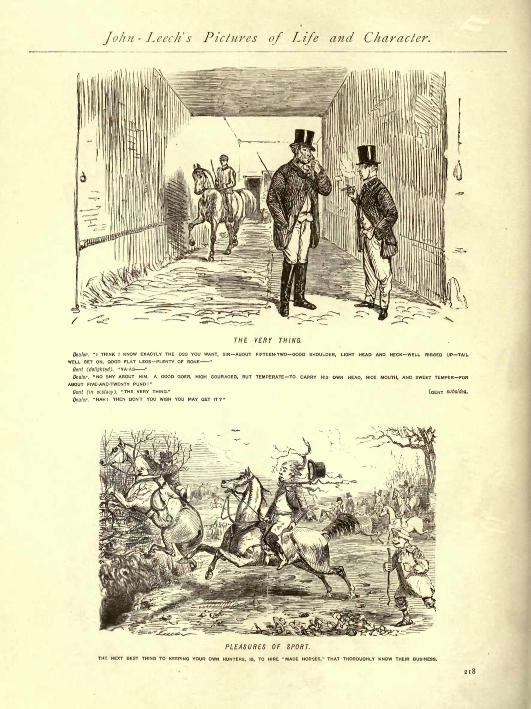 John Leech's Pictures of Life and Character.
THE VERY THING.
Dealer. "I THINK I KNOW EXACTLY THE OSS YOU WANT, SIR—ABOUT FIFTEEN-TWO—GOOD SHOULDER, LIGHT HEAD AND NECK—WELL RIBBED UP—TAIL
WELL SET ON, GOOD FLAT LEGS—PLENTY OF BONE——"
Gent (delighted). "YA-AS——"
Dealer. "NO SHY ABOUT HIM. A GOOD GOER, HIGH COURAGED, BUT TEMPERATE—TO CARRY HIS OWN HEAD, NICE MOUTH, AND SWEET TEMPER—FOR
ABOUT FIVE-AND-TWENTY PUND!"
Gent (in ecstacy). "THE VERY THING."
[GENT subsides.
Dealer. "HAH! THEN DON'T YOU WISH YOU MAY GET IT?"
PLEASURES OF SPORT.
THE NEXT BEST THING TO KEEPING YOUR OWN HUNTERS, IS, TO HIRE "MADE HORSES," THAT THOROUGHLY KNOW THEIR BUSINESS.
218